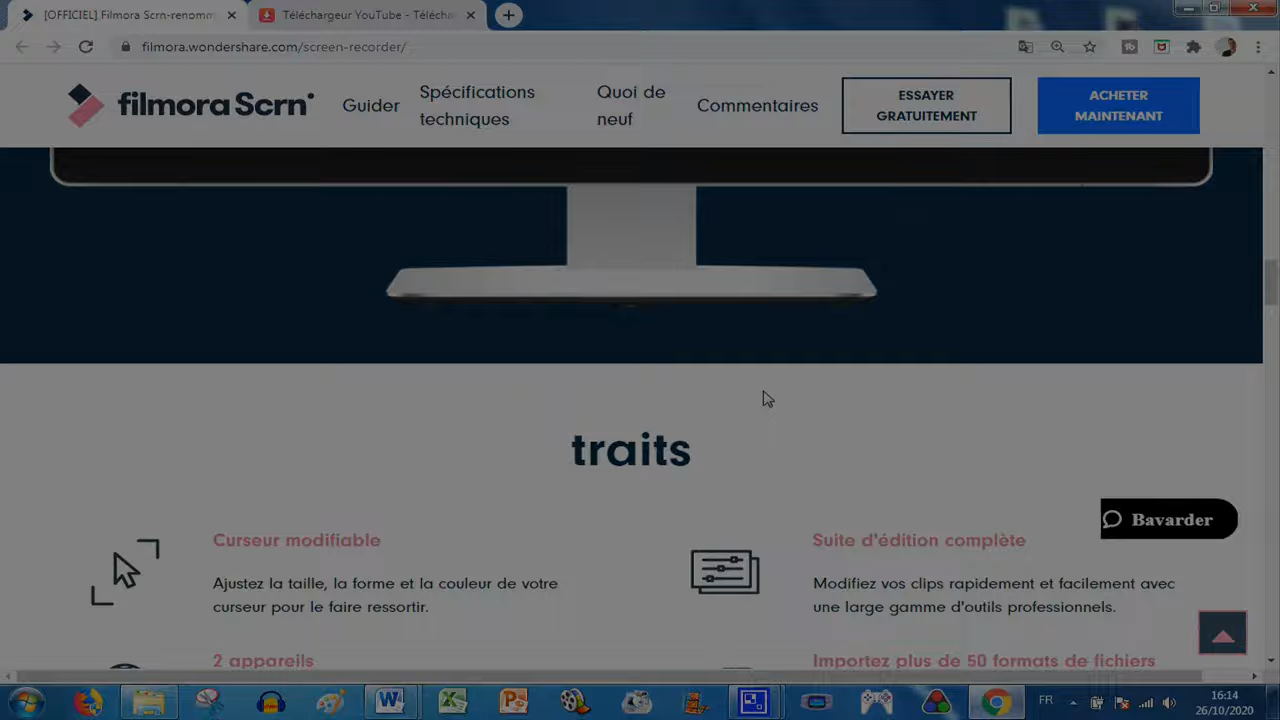 [OFFICIEL] Filmora Scrn-renomm
Téléchargeur YouTube - Télécha
filmora.wondershare.com/screen-recorder/
filmora Scrn
Guider
Spécifications
techniques
Quoi de
neuf
Commentaires
ESSAYER
GRATUITEMENT
ACHETER
MAINTENANT
traits
Curseur modifiable
Ajustez la taille, la forme et la couleur de votre
curseur pour le faire ressortir.
Suite d'édition complète
Modifiez vos clips rapidement et facilement avec
une large gamme d'outils professionnels.
Bavarder
2 appareils
Importez plus de 50 formats de fichiers
FR
16:14
26/10/2020